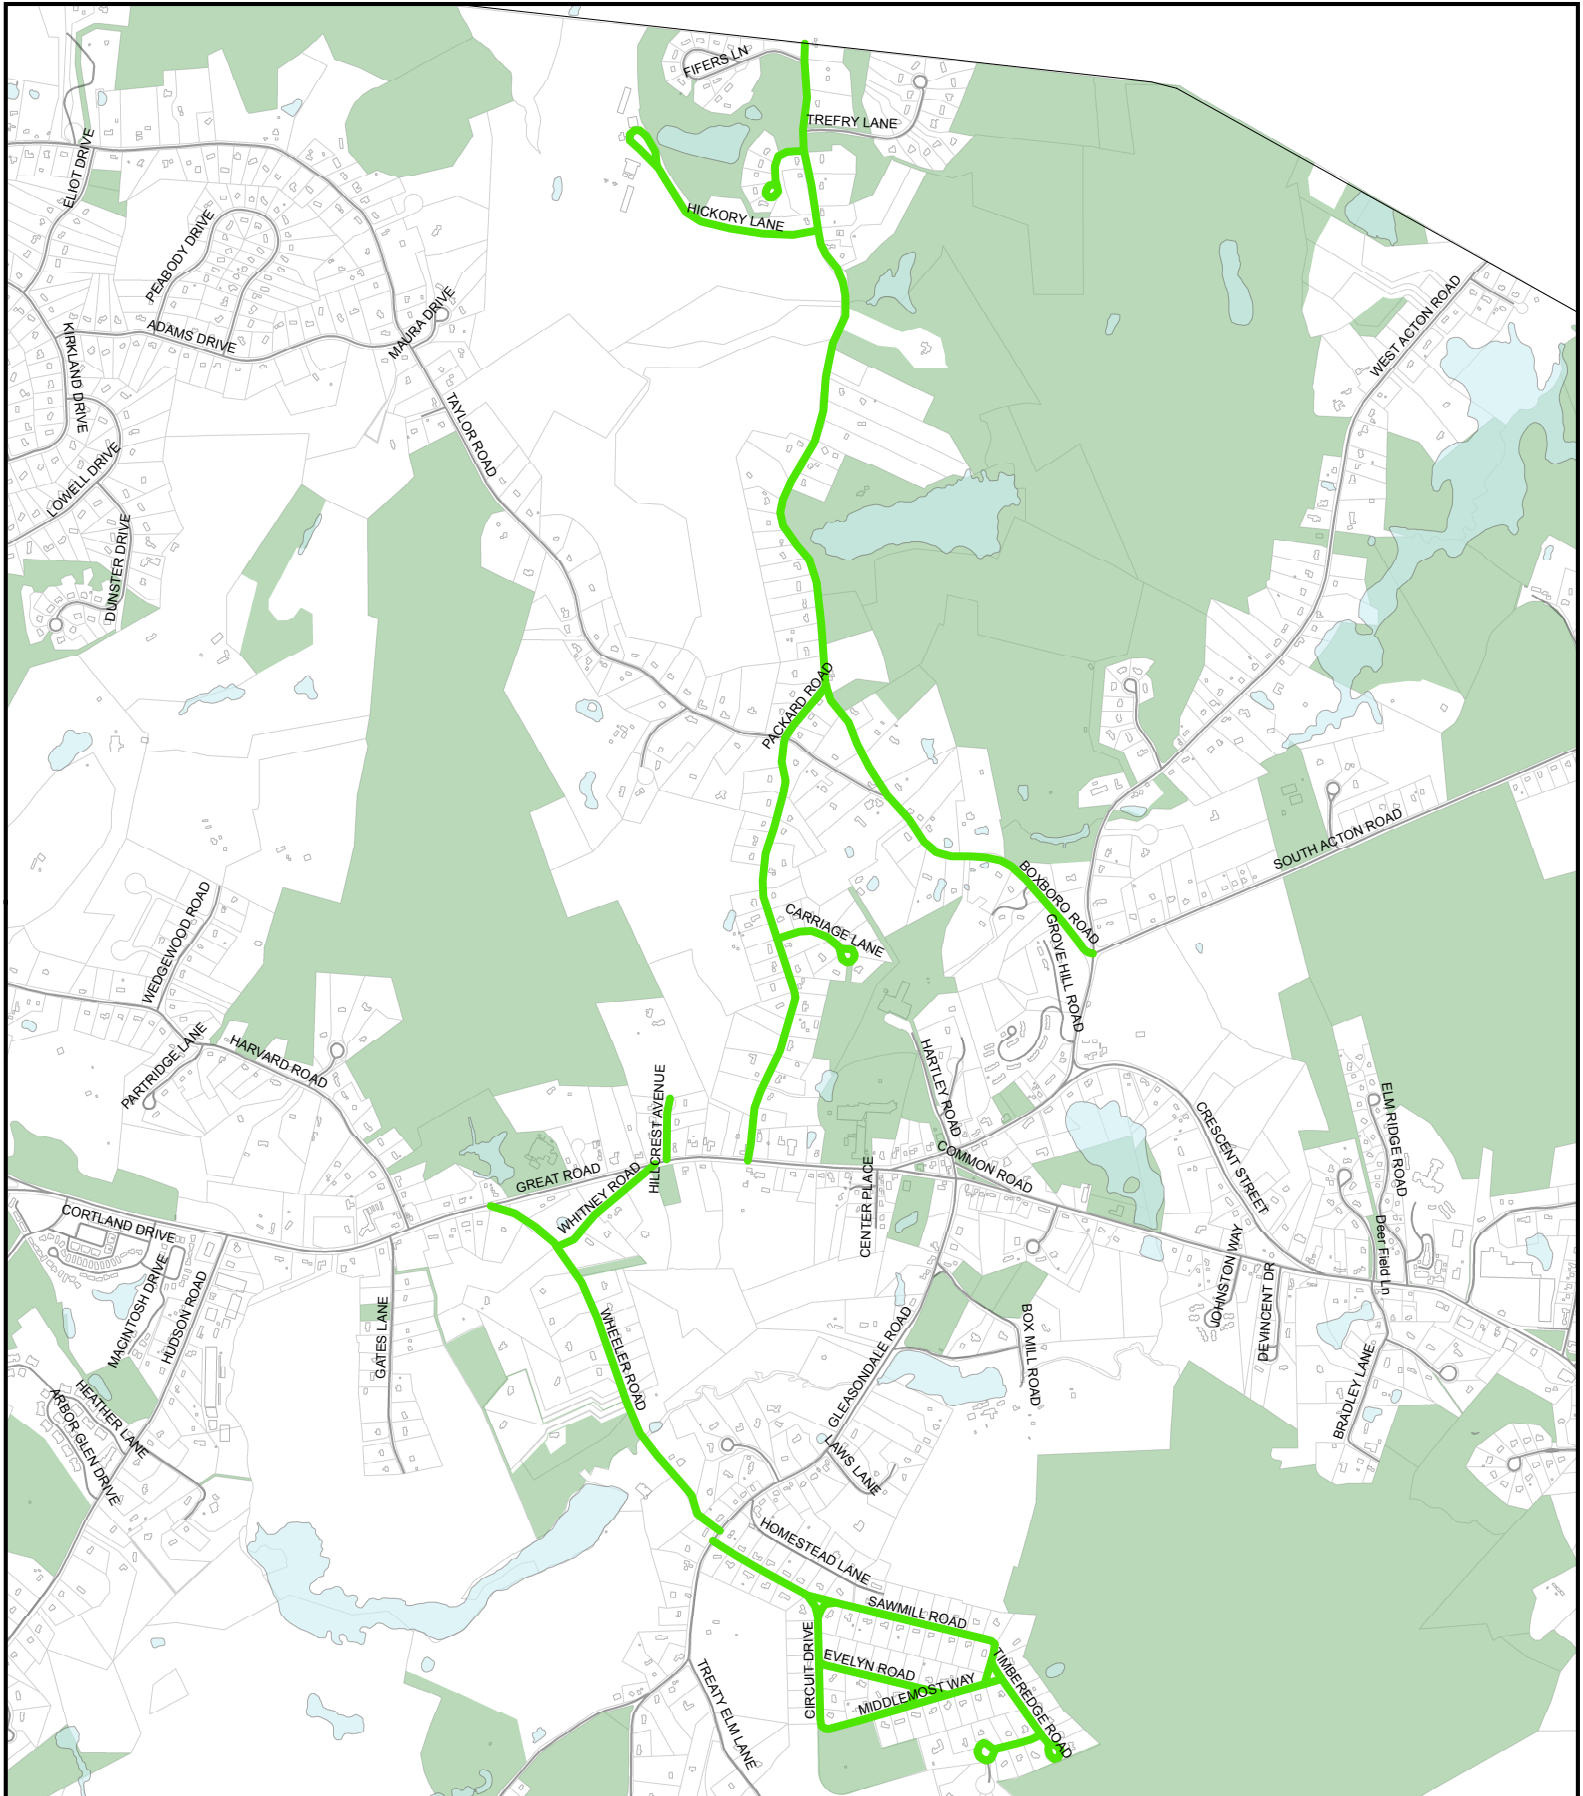 FIFERS LN
TREFRY LANE
ELIOT DRIVE
HICKORY LANE
PEABODY DRIVE
WEST ACTON ROAD
MAURA DRIVE
ADAMS DRIVE
KIRKLAND DRIVE
TAYLOR ROAD
LOWELL DRIVE
DUNSTER DRIVE
PACKARD ROAD
SOUTH ACTON ROAD
BOXBORO ROAD
CARRIAGE LANE
WEDGEWOOD ROAD
GROVE HILL ROAD
PARTRIDGE LANE
HARVARD ROAD
HARTLEY ROAD
HILLCREST AVENUE
ELM RIDGE ROAD
CRESCENT STREET
COMMON ROAD
GREAT ROAD
WHITNEY ROAD
CENTER PLACE
CORTLAND DRIVE
Deer Field Ln
MACINTOSH DRIVE
HUDSON ROAD
JOHNSTON WAY
DEVINCENT DR
GATES LANE
WHEELER ROAD
GLEASONDALE ROAD
BOX MILL ROAD
BRADLEY LANE
HEATHER LANE
ARBOR GLEN DRIVE
LAWS LANE
HOMESTEAD LANE
SAWMILL ROAD
CIRCUIT DRIVE
EVELYN ROAD
MIDDLEMOST WAY
TIMBEREDGE ROAD
TREATY ELM LANE